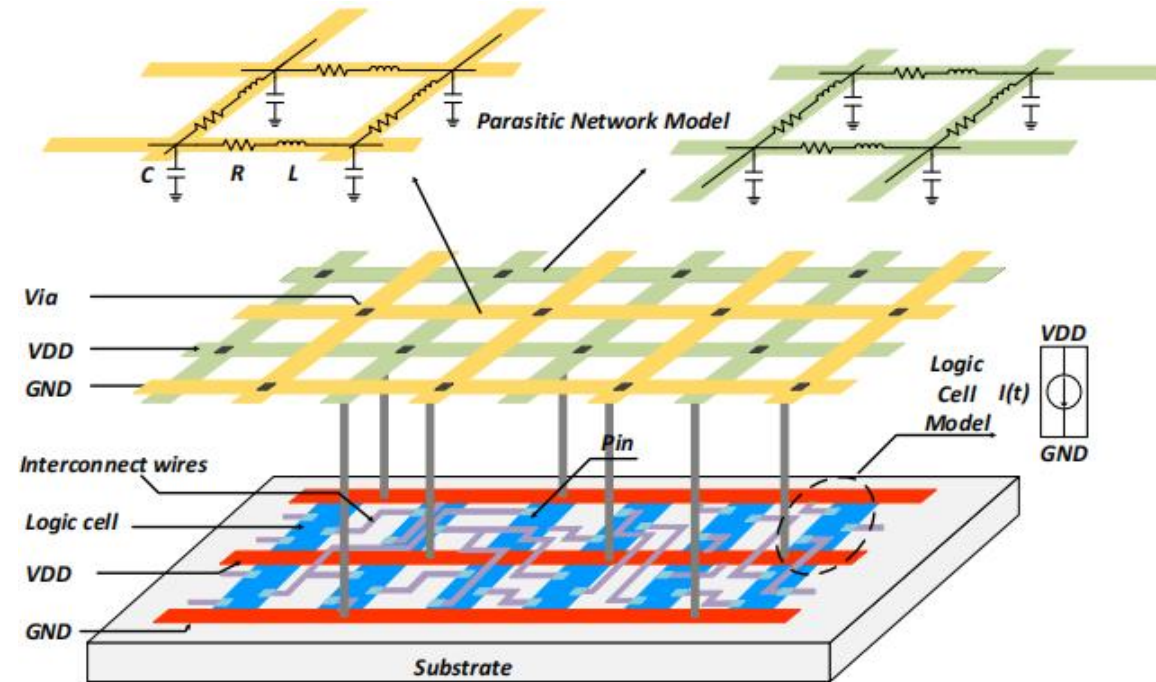 Parasitic Network Model
C
R
L
Via
VDD
GND
VDD
Logic
Cell
Model
I(t)
GND
Interconnect wires
Pin
Logic cell
VDD
GND
Substrate